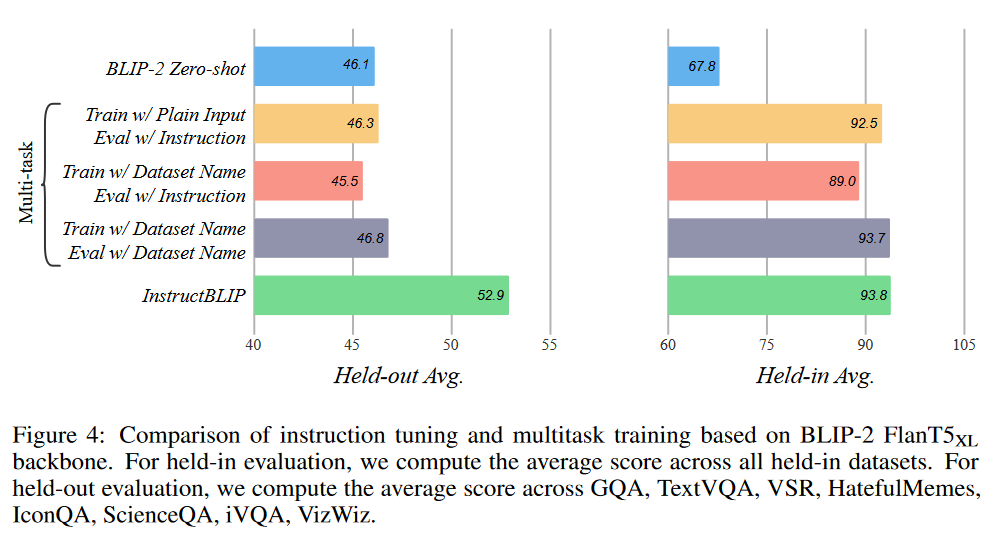 BLIP-2 Zero-shot
46.1
67.8
Multi-task
Train w/ Plain Input
Eval w/ Instruction
46.3
92.5
Train w/ Dataset Name
Eval w/ Instruction
45.5
89.0
Train w/ Dataset Name
Eval w/ Dataset Name
46.8
93.7
InstructBLIP
52.9
93.8
40 45 50 55
60 75 90 105
Held-out Avg.
Held-in Avg.
Figure 4: Comparison of instruction tuning and multitask training based on BLIP-2 FlanT5XL
backbone. For held-in evaluation, we compute the average score across all held-in datasets. For
held-out evaluation, we compute the average score across GQA, TextVQA, VSR, HatefulMemes,
IconQA, ScienceQA, iVQA, VizWiz.